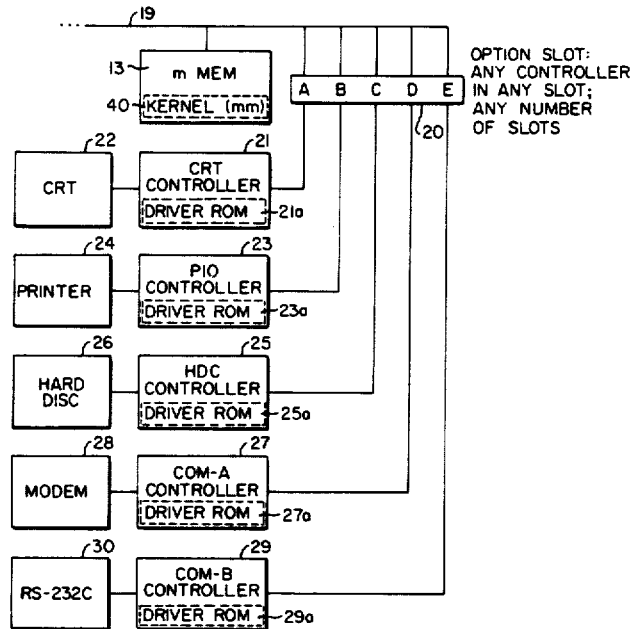 19
13
m MEM
40
KERNEL (mm)
A B C D E
20
OPTION SLOT:
ANY CONTROLLER
IN ANY SLOT;
ANY NUMBER
OF SLOTS
22
CRT
21
CRT
CONTROLLER
DRIVER ROM
21a
24
PRINTER
23
PIO
CONTROLLER
DRIVER ROM
23a
26
HARD
DISC
25
HDC
CONTROLLER
DRIVER ROM
25a
28
MODEM
27
COM-A
CONTROLLER
DRIVER ROM
27a
30
RS-232C
29
COM-B
CONTROLLER
DRIVER ROM
29a